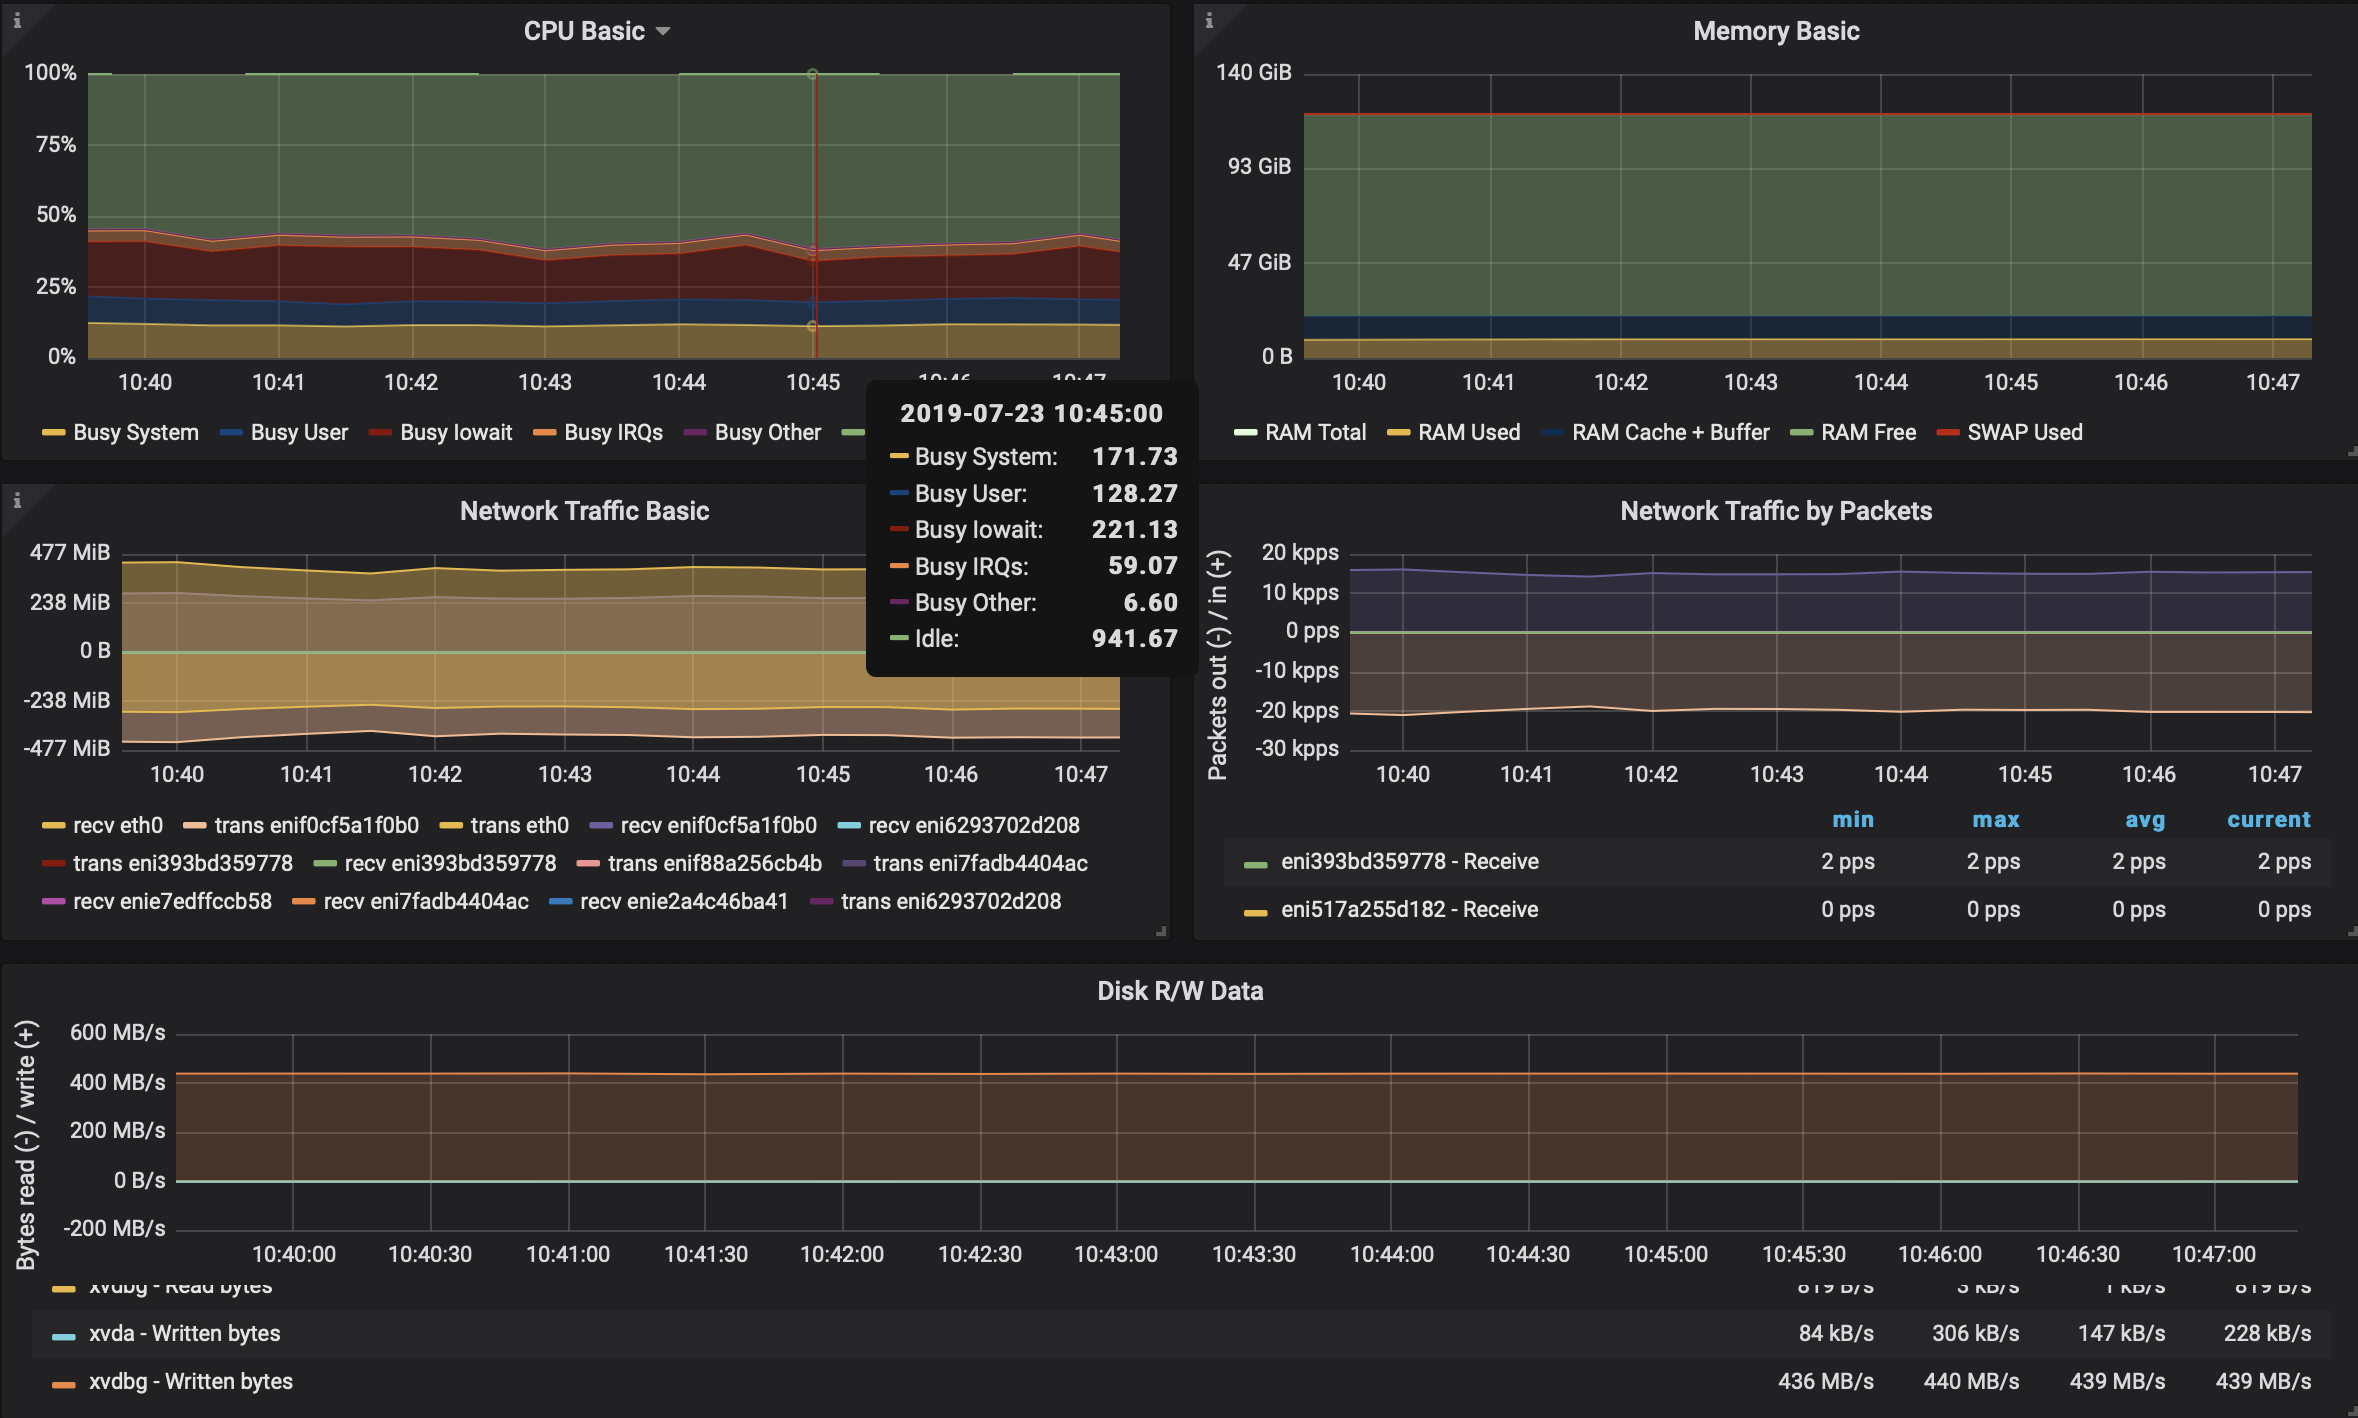 CPU Basic
100%
75%
50%
25%
0%
10:40 10:41 10:42 10:43 10:44 10:45 10:46 10:47
Busy System Busy User Busy Iowait Busy IRQs Busy Other
2019-07-23 10:45:00
Busy System: 171.73
Busy User: 128.27
Busy Iowait: 221.13
Busy IRQs: 59.07
Busy Other: 6.60
Idle: 941.67
Memory Basic
140 GiB
93 GiB
47 GiB
0 B
10:40 10:41 10:42 10:43 10:44 10:45 10:46 10:47
RAM Total RAM Used RAM Cache + Buffer RAM Free SWAP Used
Network Traffic Basic
477 MiB
238 MiB
0 B
-238 MiB
-477 MiB
10:40 10:41 10:42 10:43 10:44 10:45 10:46 10:47
recv eth0 trans enif0cf5a1f0b0 trans eth0 recv enif0cf5a1f0b0 recv eni6293702d208
trans eni393bd359778 recv eni393bd359778 trans enif88a256cb4b trans eni7fadb4404ac
recv enie7edffccb58 recv eni7fadb4404ac recv enie2a4c46ba41 trans eni6293702d208
Network Traffic by Packets
Packets out (-) / in (+)
20 kpps
10 kpps
0 pps
-10 kpps
-20 kpps
-30 kpps
10:40 10:41 10:42 10:43 10:44 10:45 10:46 10:47
min max avg current
eni393bd359778 - Receive 2 pps 2 pps 2 pps 2 pps
eni517a255d182 - Receive 0 pps 0 pps 0 pps 0 pps
Disk R/W Data
Bytes read (-) / write (+)
600 MB/s
400 MB/s
200 MB/s
0 B/s
-200 MB/s
10:40:00 10:40:30 10:41:00 10:41:30 10:42:00 10:42:30 10:43:00 10:43:30 10:44:00 10:44:30 10:45:00 10:45:30 10:46:00 10:46:30 10:47:00
xvdbg - Read bytes 819 B/s 3 kB/s 1 kB/s 819 B/s
xvda - Written bytes 84 kB/s 306 kB/s 147 kB/s 228 kB/s
xvdbg - Written bytes 436 MB/s 440 MB/s 439 MB/s 439 MB/s